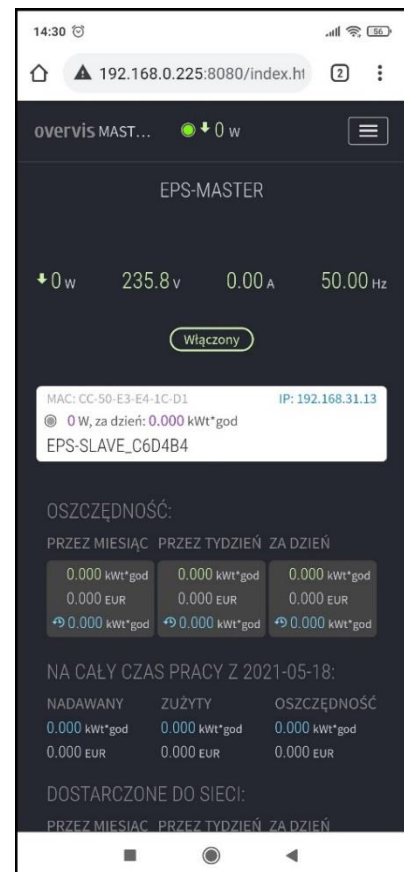 14:30 56
192.168.0.225:8080/index.ht 2
overvis MAST... 0 W
EPS-MASTER
0 W 235.8 V 0.00 A 50.00 Hz
Włączony
MAC: CC-50-E3-E4-1C-D1 IP: 192.168.31.13
0 W, za dzień: 0.000 kWt*god
EPS-SLAVE_C6D4B4
OSZCZĘDNOŚĆ:
PRZEZ MIESIĄC PRZEZ TYDZIEŃ ZA DZIEŃ
0.000 kWt*god 0.000 kWt*god 0.000 kWt*god
0.000 EUR 0.000 EUR 0.000 EUR
0.000 kWt*god 0.000 kWt*god 0.000 kWt*god
NA CAŁY CZAS PRACY Z 2021-05-18:
NADAWANY ZUŻYTY OSZCZĘDNOŚĆ
0.000 kWt*god 0.000 kWt*god 0.000 kWt*god
0.000 EUR 0.000 EUR 0.000 EUR
DOSTARCZONE DO SIECI:
PRZEZ MIESIĄC PRZEZ TYDZIEŃ ZA DZIEŃ